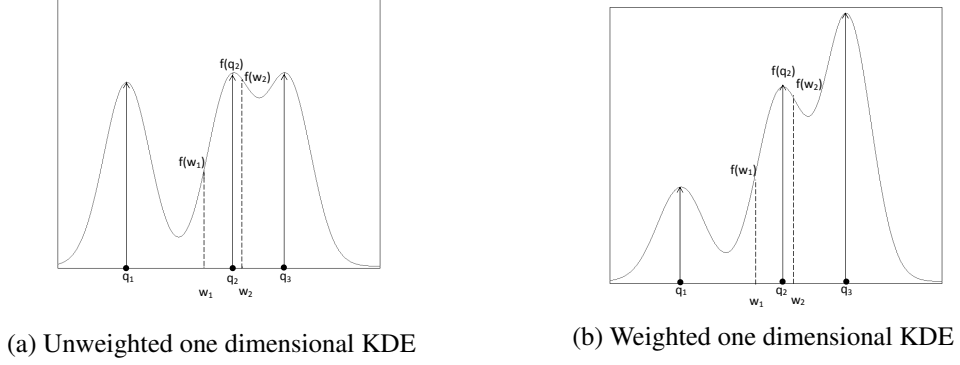 f(q₂)
f(w₂)
f(w₁)
q₁
q₂
q₃
w₁
w₂
(a) Unweighted one dimensional KDE
f(q₂)
f(w₂)
f(w₁)
q₁
q₂
q₃
w₁
w₂
(b) Weighted one dimensional KDE